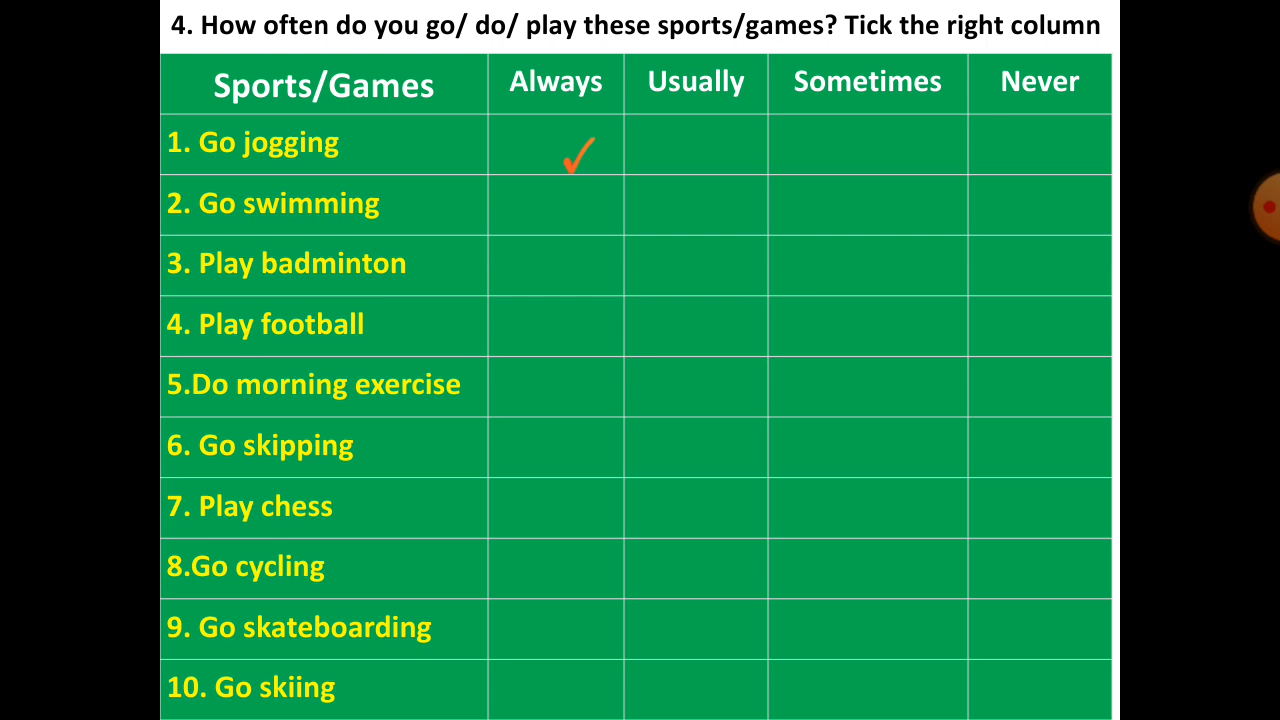 4. How often do you go/ do/ play these sports/games? Tick the right column
Sports/Games Always Usually Sometimes Never
1. Go jogging ✓
2. Go swimming
3. Play badminton
4. Play football
5.Do morning exercise
6. Go skipping
7. Play chess
8.Go cycling
9. Go skateboarding
10. Go skiing